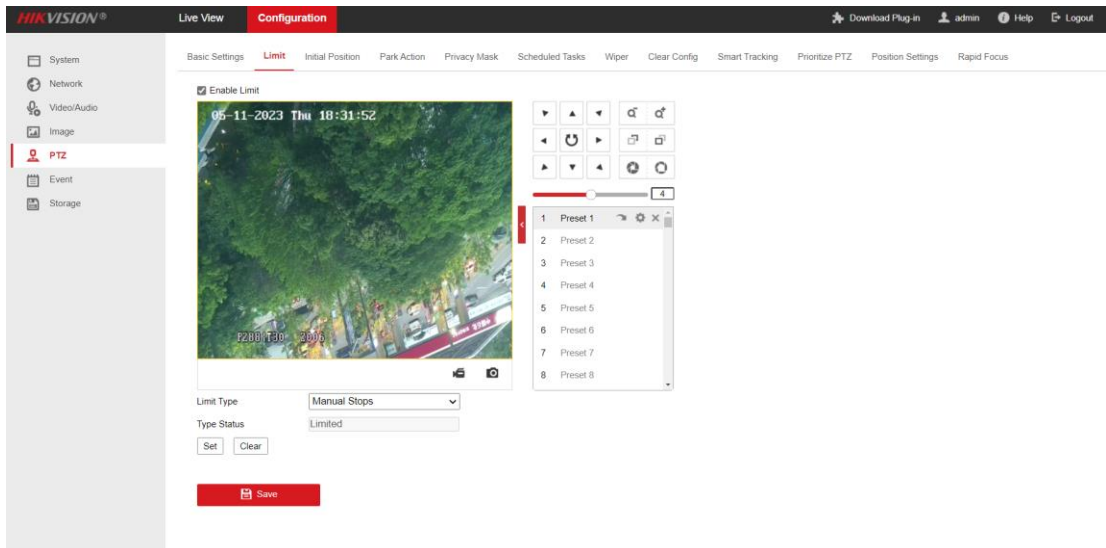 HIKVISION®
Live View
Configuration
Download Plug-in
admin
Help
Logout
System
Network
Video/Audio
Image
PTZ
Event
Storage
Basic Settings
Limit
Initial Position
Park Action
Privacy Mask
Scheduled Tasks
Wiper
Clear Config
Smart Tracking
Prioritize PTZ
Position Settings
Rapid Focus
Enable Limit
05-11-2023 Thu 18:31:52
4
1 Preset 1
2 Preset 2
3 Preset 3
4 Preset 4
5 Preset 5
6 Preset 6
7 Preset 7
8 Preset 8
Limit Type
Manual Stops
Type Status
Limited
Set
Clear
Save